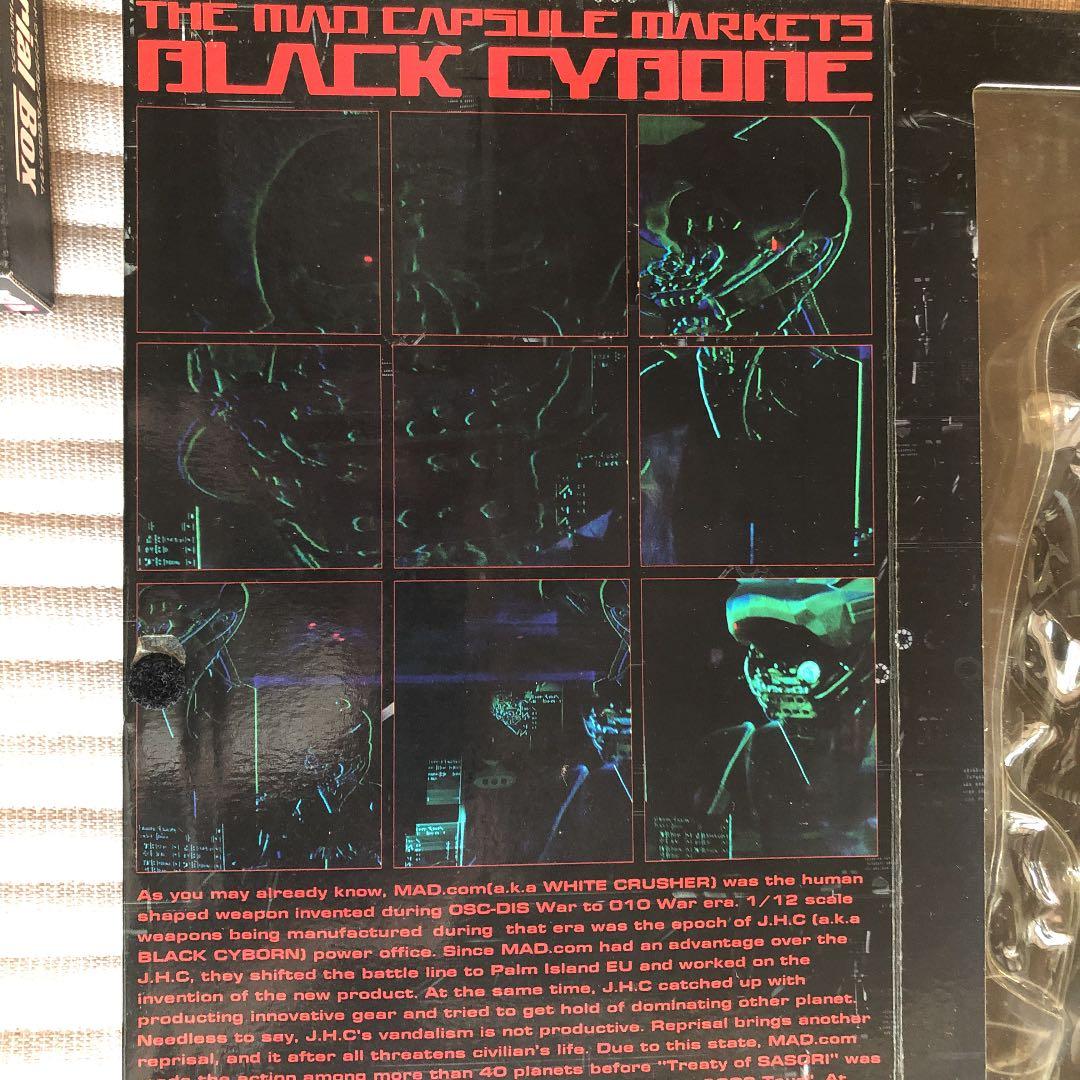 rial Box
THE MAD CAPSULE MARKETS
BLACK CYBONE
As you may already know, MAD.com(a.k.a WHITE CRUSHER) was the human
shaped weapon invented during OSC-DIS War to 010 War era. 1/12 scale
weapons being manufactured during that era was the epoch of J.H.C (a.k.a
BLACK CYBORN) power office. Since MAD.com had an advantage over the
J.H.C, they shifted the battle line to Palm Island EU and worked on the
invention of the new product. At the same time, J.H.C catched up with
producting innovative gear and tried to get hold of dominating other planet.
Needless to say, J.H.C's vandalism is not productive. Reprisal brings another
reprisal, and it after all threatens civilian's life. Due to this state, MAD.com
the action among more than 40 planets before "Treaty of SASORI" was